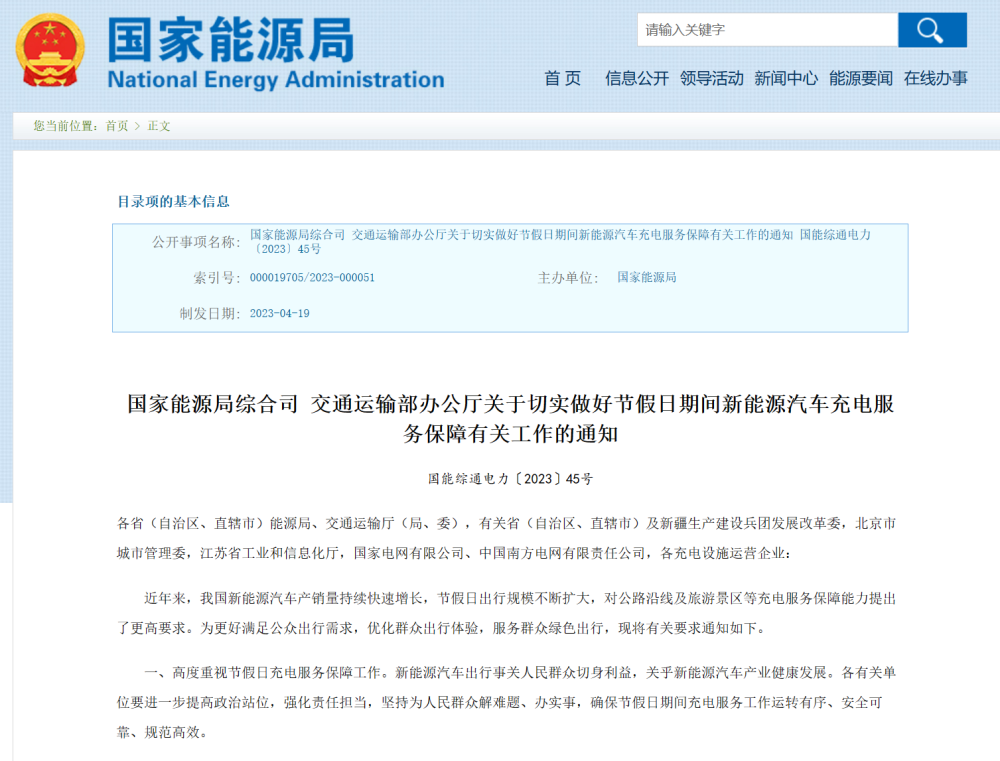 国家能源局
National Energy Administration
请输入关键字
首 页 信息公开 领导活动 新闻中心 能源要闻 在线办事
您当前位置：首页 > 正文
目录项的基本信息
公开事项名称： 国家能源局综合司 交通运输部办公厅关于切实做好节假日期间新能源汽车充电服务保障有关工作的通知 国能综通电力
〔2023〕45号
索引号： 000019705/2023-000051 主办单位： 国家能源局
制发日期： 2023-04-19
国家能源局综合司 交通运输部办公厅关于切实做好节假日期间新能源汽车充电服
务保障有关工作的通知
国能综通电力〔2023〕45号
各省（自治区、直辖市）能源局、交通运输厅（局、委），有关省（自治区、直辖市）及新疆生产建设兵团发展改革委，北京市
城市管理委，江苏省工业和信息化厅，国家电网有限公司、中国南方电网有限责任公司，各充电设施运营企业：
近年来，我国新能源汽车产销量持续快速增长，节假日出行规模不断扩大，对公路沿线及旅游景区等充电服务保障能力提出
了更高要求。为更好满足公众出行需求，优化群众出行体验，服务群众绿色出行，现将有关要求通知如下。
一、高度重视节假日充电服务保障工作。新能源汽车出行事关人民群众切身利益，关乎新能源汽车产业健康发展。各有关单
位要进一步提高政治站位，强化责任担当，坚持为人民群众解难题、办实事，确保节假日期间充电服务工作运转有序、安全可
靠、规范高效。